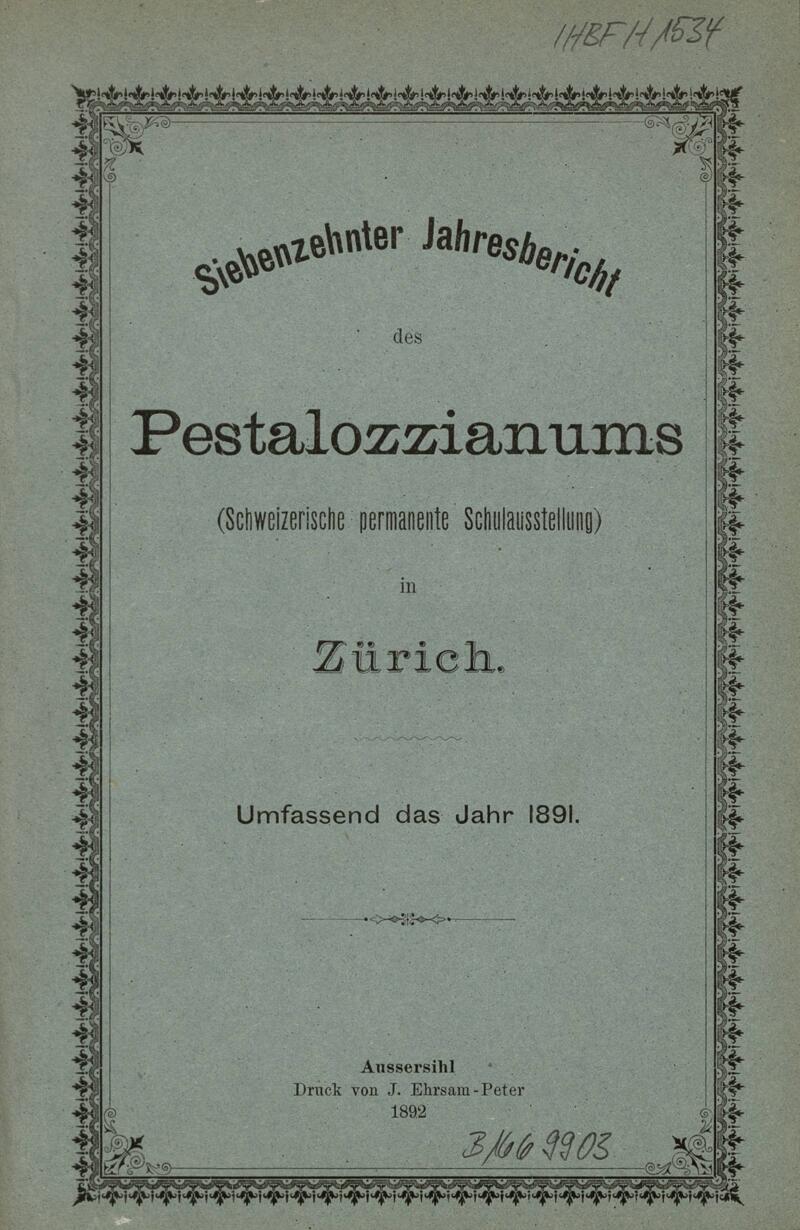 IHBF H 1534
Siebenzehnter Jahresbericht
des
Pestalozzianums
(Schweizerische permanente Schulausstellung)
in
Zürich.
Umfassend das Jahr 1891.
Aussersihl
Druck von J. Ehrsam-Peter
1892
9903